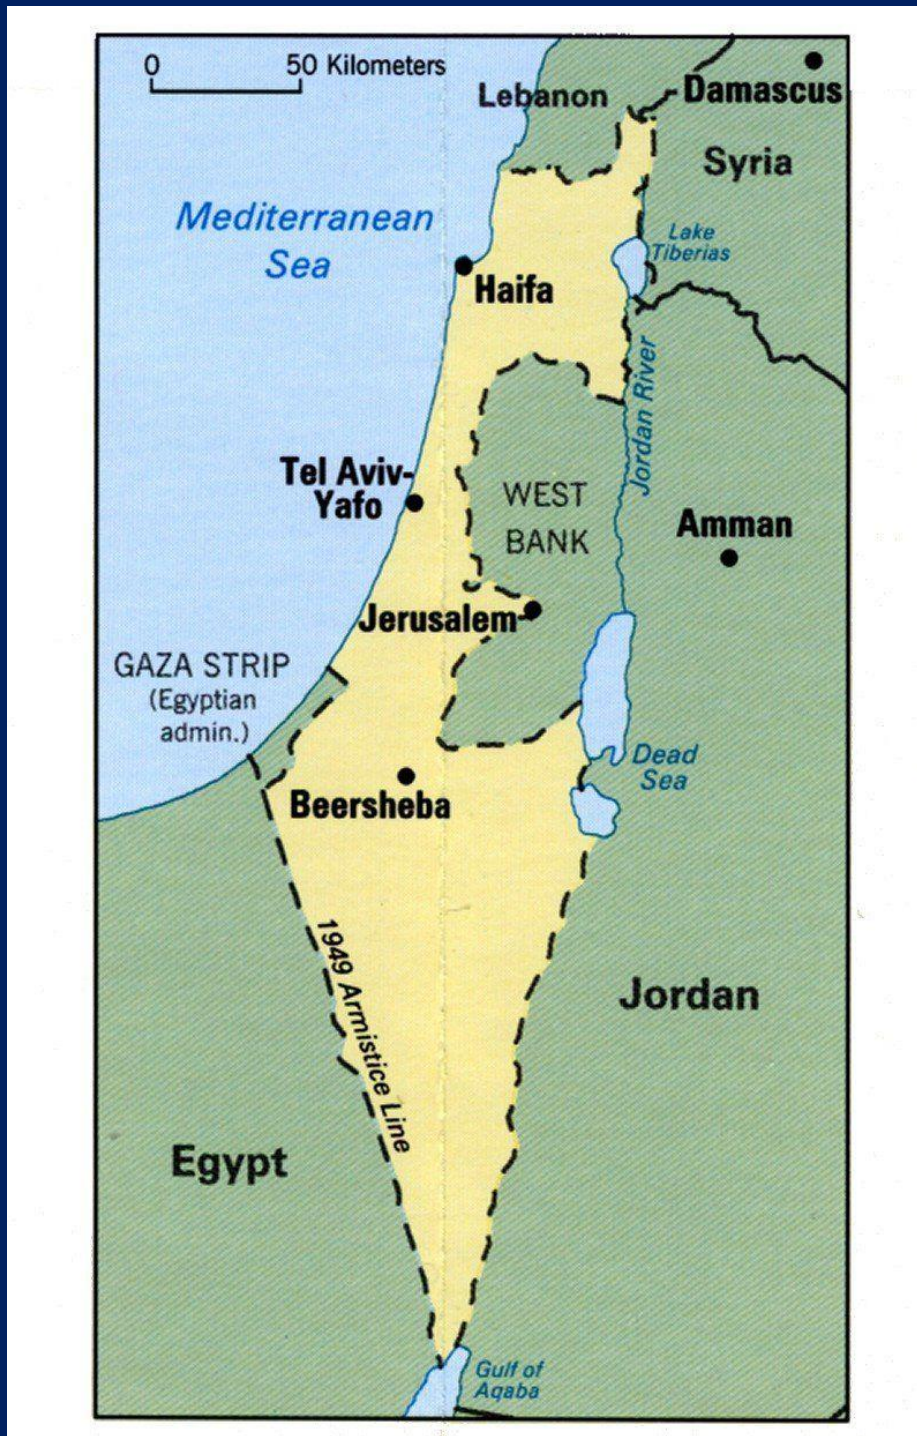 0 50 Kilometers
Lebanon
Damascus
Syria
Mediterranean
Sea
Lake
Tiberias
Haifa
Jordan River
Tel Aviv-
Yafo
WEST
BANK
Amman
Jerusalem
GAZA STRIP
(Egyptian
admin.)
Dead
Sea
Beersheba
1949 Armistice Line
Jordan
Egypt
Gulf of
Aqaba